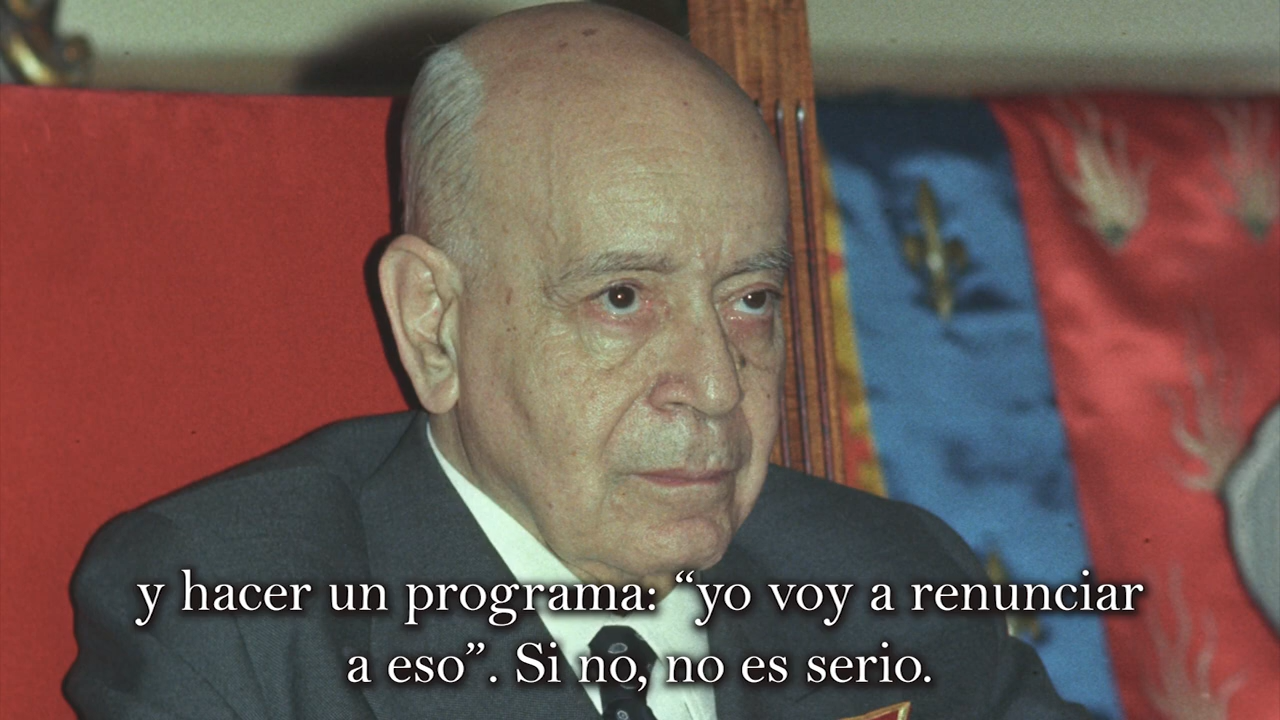 y hacer un programa: “yo voy a renunciar
a eso”. Si no, no es serio.